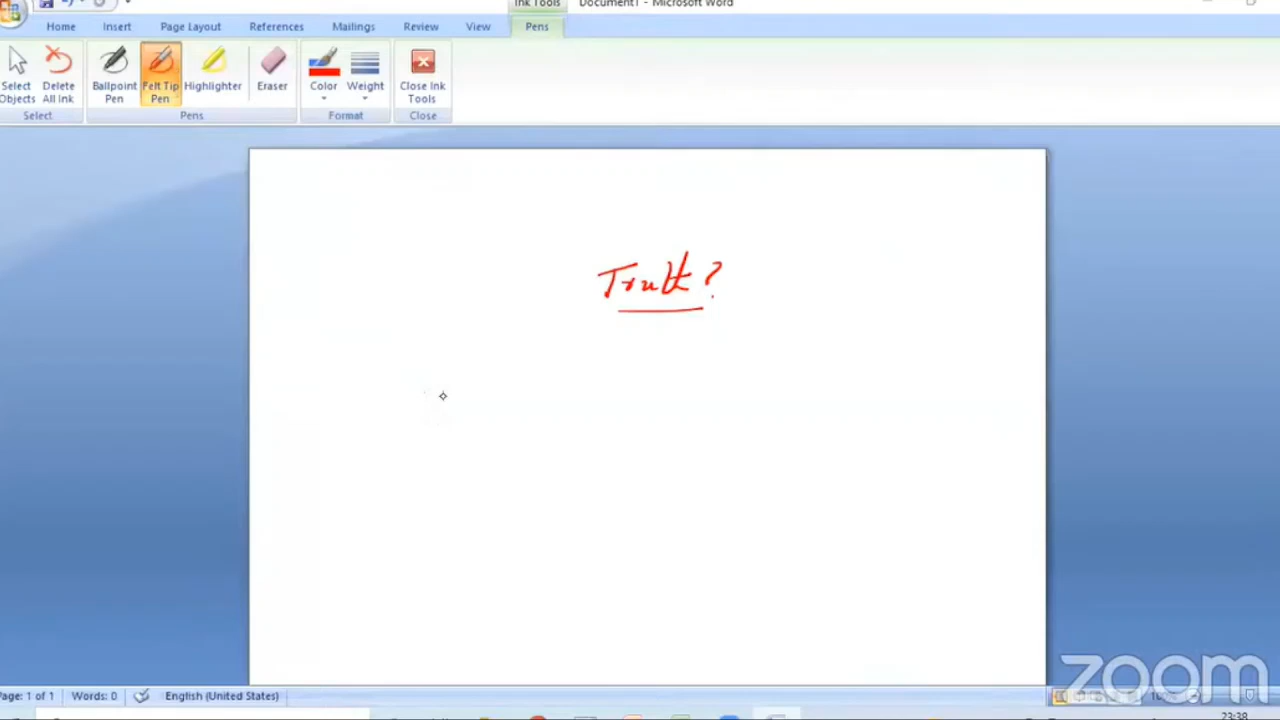 Ink Tools Document1 - Microsoft Word
Home Insert Page Layout References Mailings Review View Pens
Select Objects
Delete All Ink
Ballpoint Pen
Felt Tip Pen
Highlighter
Eraser
Color
Weight
Close Ink Tools
Select Pens Format Close
Truth?
Page: 1 of 1 Words: 0 English (United States)
zoom
23:38